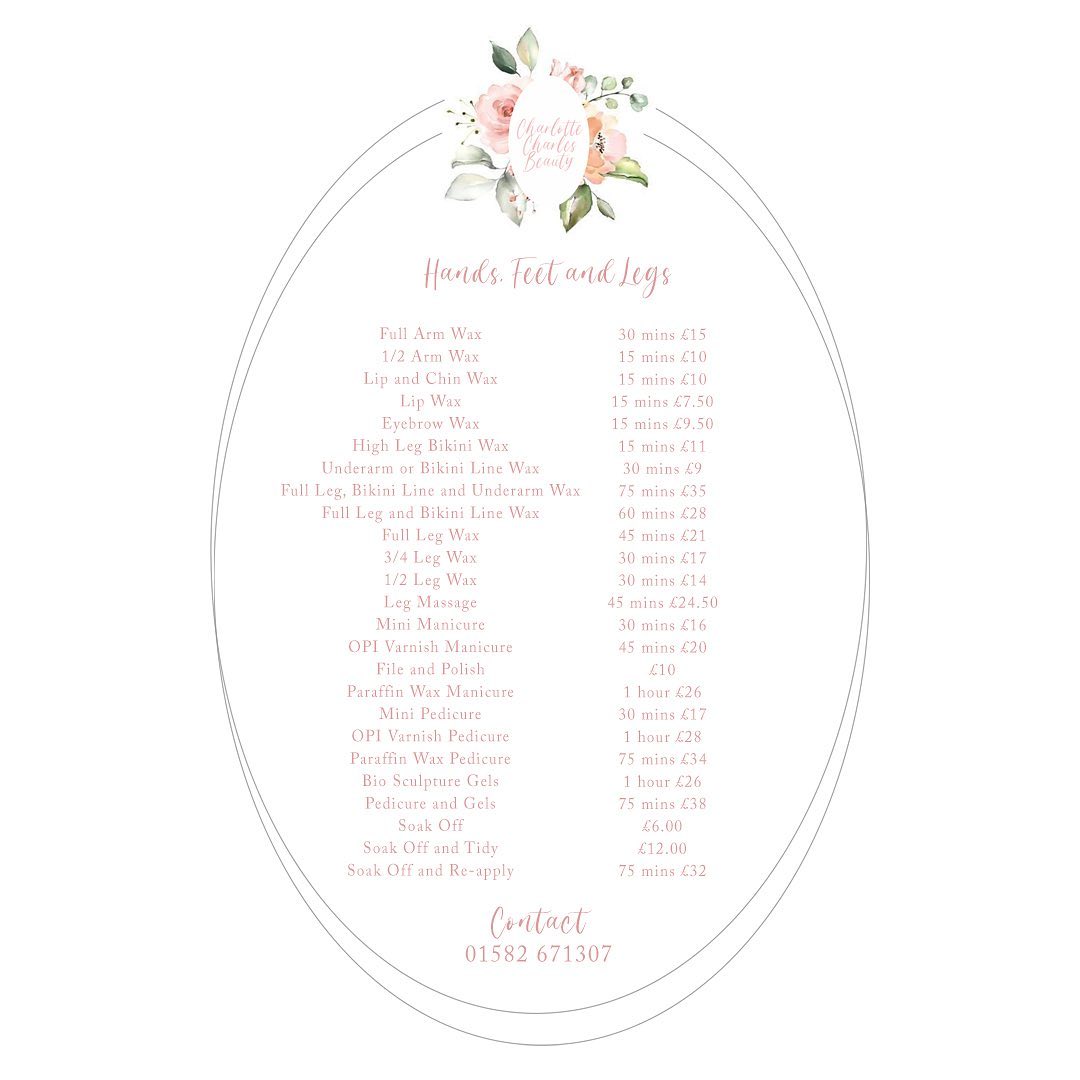 Charlotte
Charles
Beauty
Hands, Feet and Legs
Full Arm Wax 30 mins £15
1/2 Arm Wax 15 mins £10
Lip and Chin Wax 15 mins £10
Lip Wax 15 mins £7.50
Eyebrow Wax 15 mins £9.50
High Leg Bikini Wax 15 mins £11
Underarm or Bikini Line Wax 30 mins £9
Full Leg, Bikini Line and Underarm Wax 75 mins £35
Full Leg and Bikini Line Wax 60 mins £28
Full Leg Wax 45 mins £21
3/4 Leg Wax 30 mins £17
1/2 Leg Wax 30 mins £14
Leg Massage 45 mins £24.50
Mini Manicure 30 mins £16
OPI Varnish Manicure 45 mins £20
File and Polish £10
Paraffin Wax Manicure 1 hour £26
Mini Pedicure 30 mins £17
OPI Varnish Pedicure 1 hour £28
Paraffin Wax Pedicure 75 mins £34
Bio Sculpture Gels 1 hour £26
Pedicure and Gels 75 mins £38
Soak Off £6.00
Soak Off and Tidy £12.00
Soak Off and Re-apply 75 mins £32
Contact
01582 671307